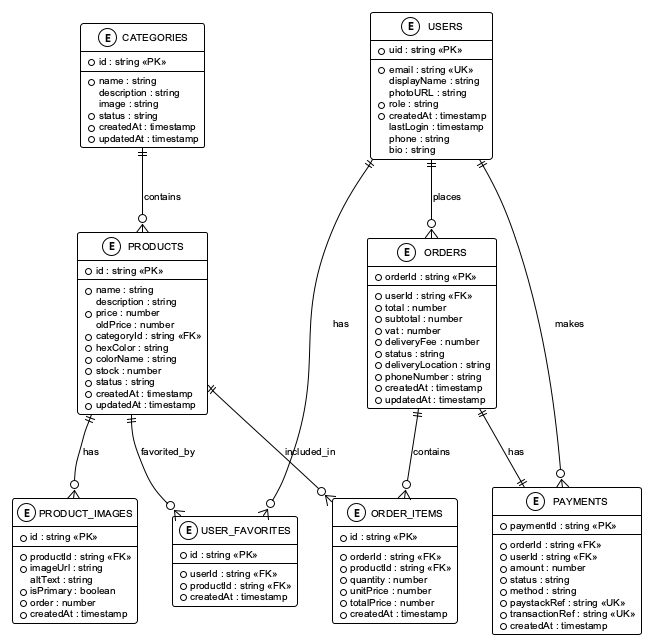 E CATEGORIES
id : string «PK»
name : string
description : string
image : string
status : string
createdAt : timestamp
updatedAt : timestamp
E USERS
uid : string «PK»
email : string «UK»
displayName : string
photoURL : string
role : string
createdAt : timestamp
lastLogin : timestamp
phone : string
bio : string
contains
places
E PRODUCTS
id : string «PK»
name : string
description : string
price : number
oldPrice : number
categoryId : string «FK»
hexColor : string
colorName : string
stock : number
status : string
createdAt : timestamp
updatedAt : timestamp
E ORDERS
orderId : string «PK»
userId : string «FK»
total : number
subtotal : number
vat : number
deliveryFee : number
status : string
deliveryLocation : string
phoneNumber : string
createdAt : timestamp
updatedAt : timestamp
has
makes
has
favorited_by
included_in
contains
has
E PRODUCT_IMAGES
id : string «PK»
productId : string «FK»
imageUrl : string
altText : string
isPrimary : boolean
order : number
createdAt : timestamp
E USER_FAVORITES
id : string «PK»
userId : string «FK»
productId : string «FK»
createdAt : timestamp
E ORDER_ITEMS
id : string «PK»
orderId : string «FK»
productId : string «FK»
quantity : number
unitPrice : number
totalPrice : number
createdAt : timestamp
E PAYMENTS
paymentId : string «PK»
orderId : string «FK»
userId : string «FK»
amount : number
status : string
method : string
paystackRef : string «UK»
transactionRef : string «UK»
createdAt : timestamp